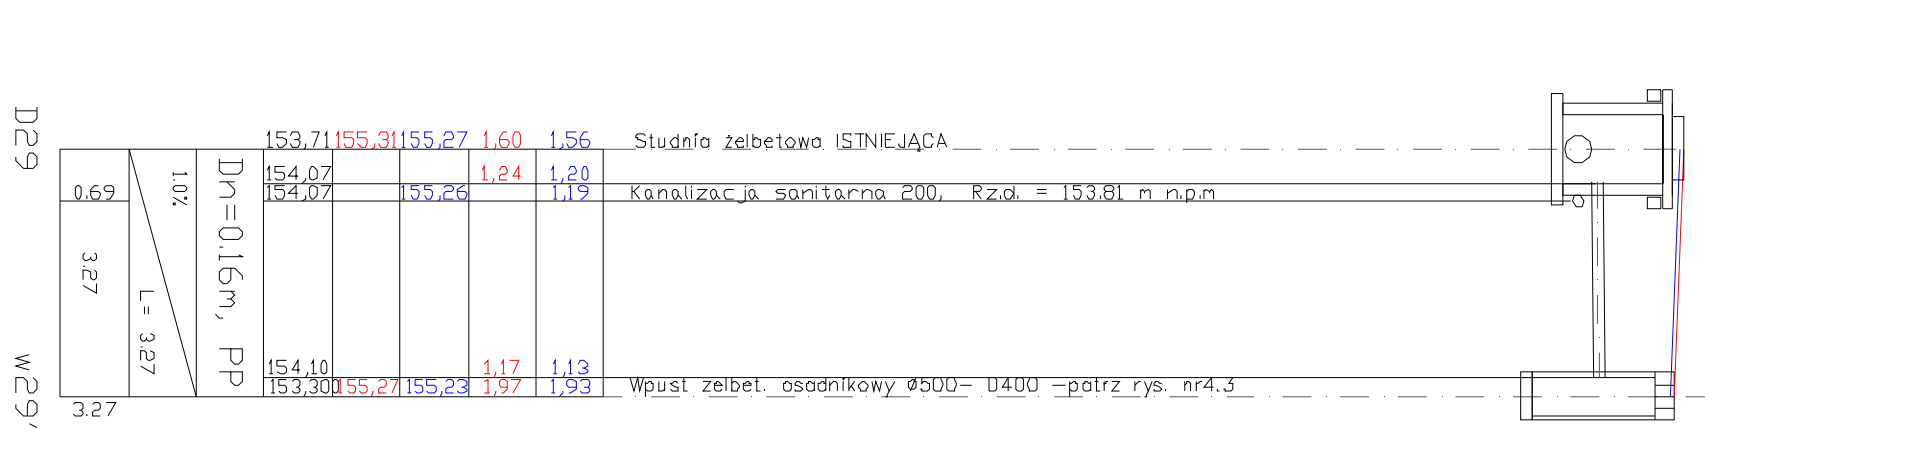 D29
153,71 155,31 155,27 1,60 1,56 Studnia żelbetowa ISTNIEJĄCA
154,07 1,24 1,20
0.69 1.0% 154,07 155,26 1,19 Kanalizacja sanitarna 200, Rz.d. = 153.81 m n.p.m
Dn=0.16m, PP
3.27
L= 3.27
154,10 1,17 1,13
w29' 153,300 155,27 155,23 1,97 1,93 Wpust zelbet. osadnikowy ø500- D400 -patrz rys. nr4.3
3.27